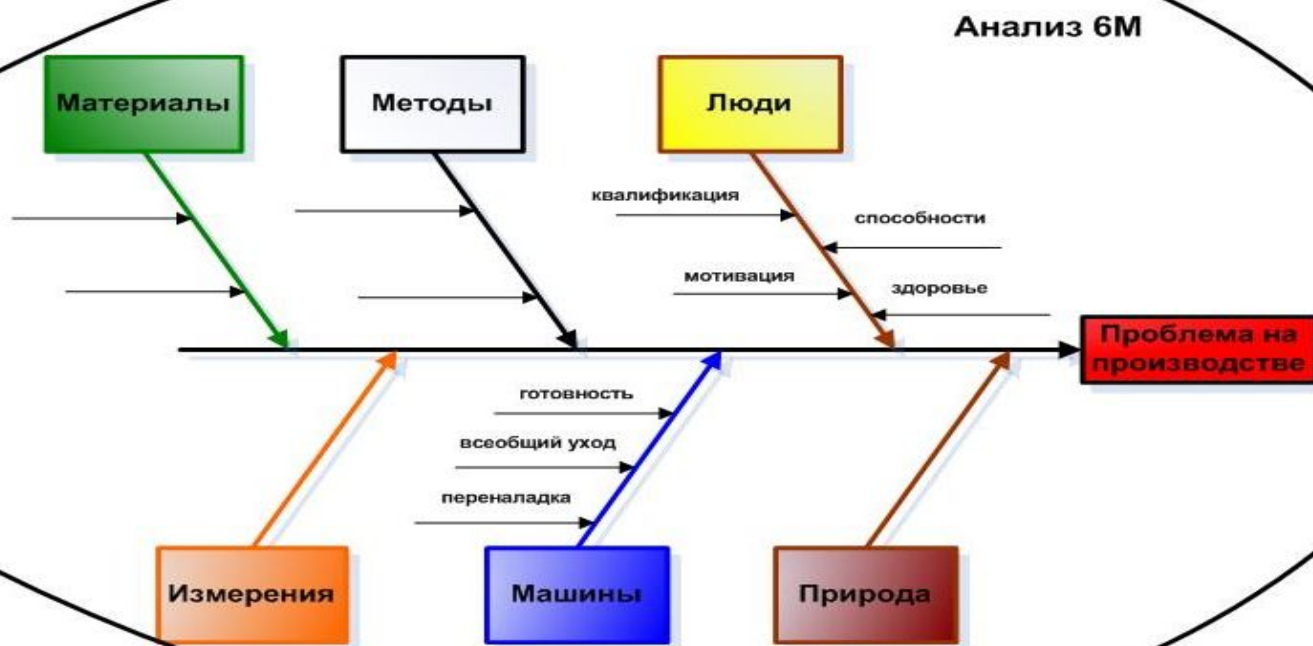 Анализ 6М
Материалы
Методы
Люди
квалификация
способности
мотивация
здоровье
Проблема на
производстве
готовность
всеобщий уход
переналадка
Измерения
Машины
Природа